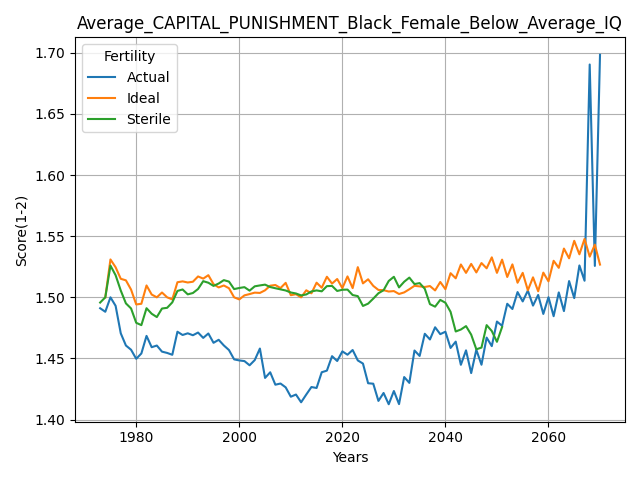 Average_CAPITAL_PUNISHMENT_Black_Female_Below_Average_IQ
Fertility
Actual
Ideal
Sterile
Score(1-2)
1.70
1.65
1.60
1.55
1.50
1.45
1.40
1980
2000
2020
2040
2060
Years